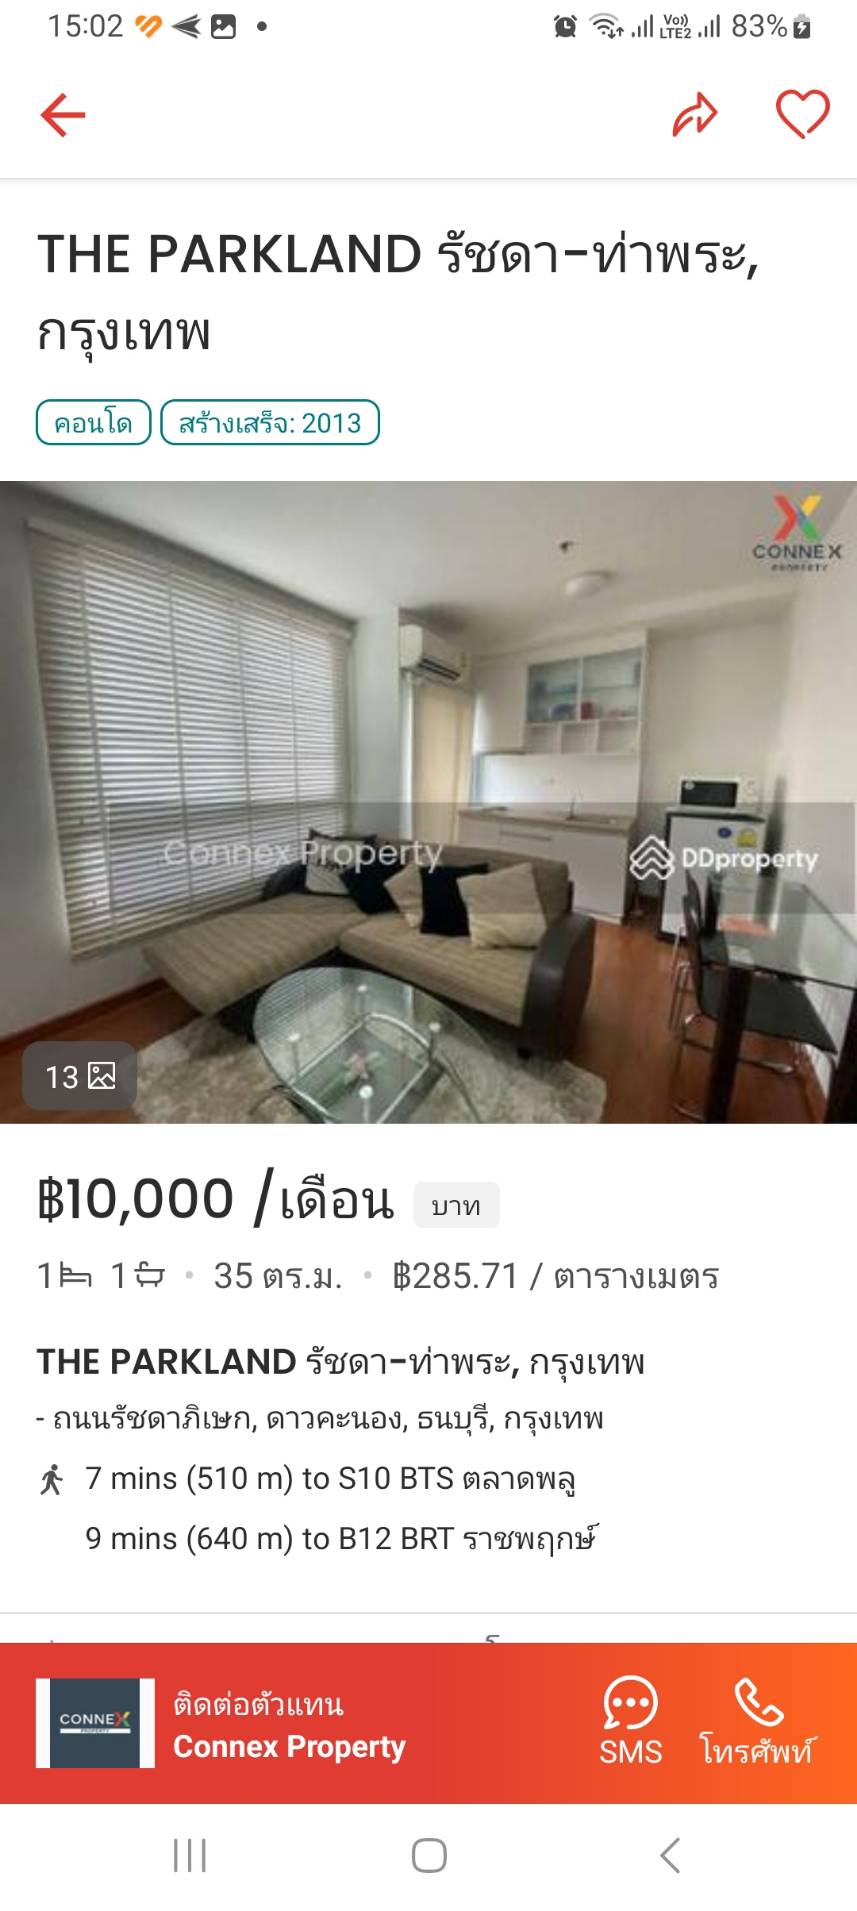 15:02
Vo))
LTE2
83%
THE PARKLAND รัชดา-ท่าพระ,
กรุงเทพ
คอนโด
สร้างเสร็จ: 2013
CONNEX
PROPERTY
Connex Property
DDproperty
13
฿10,000 /เดือน บาท
1 1 • 35 ตร.ม. • ฿285.71 / ตารางเมตร
THE PARKLAND รัชดา-ท่าพระ, กรุงเทพ
- ถนนรัชดาภิเษก, ดาวคะนอง, ธนบุรี, กรุงเทพ
7 mins (510 m) to S10 BTS ตลาดพลู
9 mins (640 m) to B12 BRT ราชพฤกษ์
CONNEX
PROPERTY
ติดต่อตัวแทน
Connex Property
SMS
โทรศัพท์